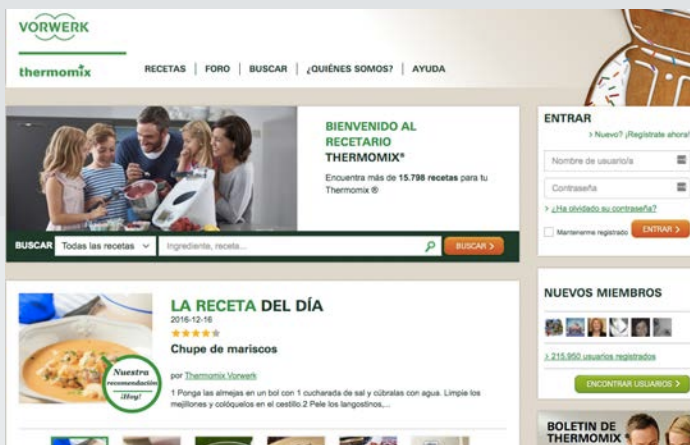 VORWERK
thermomix
RECETAS | FORO | BUSCAR | ¿QUIÉNES SOMOS? | AYUDA
BIENVENIDO AL
RECETARIO
THERMOMIX®
Encuentra más de 15.798 recetas para tu
Thermomix ®
BUSCAR Todas las recetas Ingrediente, receta... BUSCAR >
ENTRAR
> Nuevo? ¡Regístrate ahora!
Nombre de usuario/a
Contraseña
> ¿Ha olvidado su contraseña?
Mantenerme registrado ENTRAR >
LA RECETA DEL DÍA
2016-12-16
Chupe de mariscos
Nuestra
recomendación
¡Hoy!
por Thermomix Vorwerk
1 Ponga las almejas en un bol con 1 cucharada de sal y cúbralas con agua. Limpie los
mejillones y colóquelos en el cestillo.2 Pele los langostinos,...
NUEVOS MIEMBROS
> 215.950 usuarios registrados
ENCONTRAR USUARIOS >
BOLETIN DE
THERMOMIX